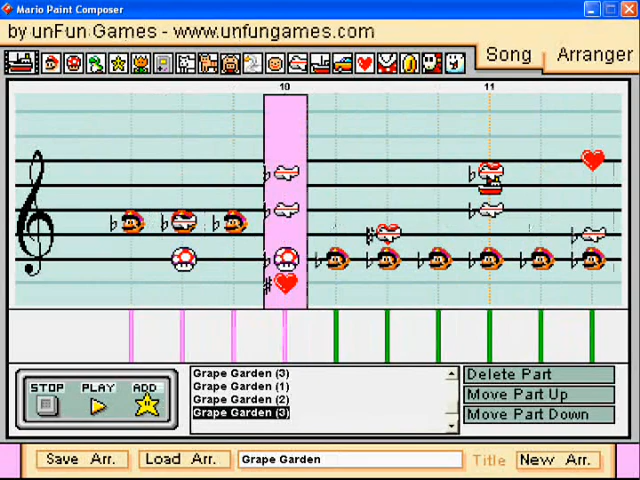 Mario Paint Composer
by unFun Games - www.unfungames.com
Song
Arranger
10
11
STOP
PLAY
ADD
Grape Garden (3)
Grape Garden (1)
Grape Garden (2)
Grape Garden (3)
Delete Part
Move Part Up
Move Part Down
Save Arr.
Load Arr.
Grape Garden
Title
New Arr.